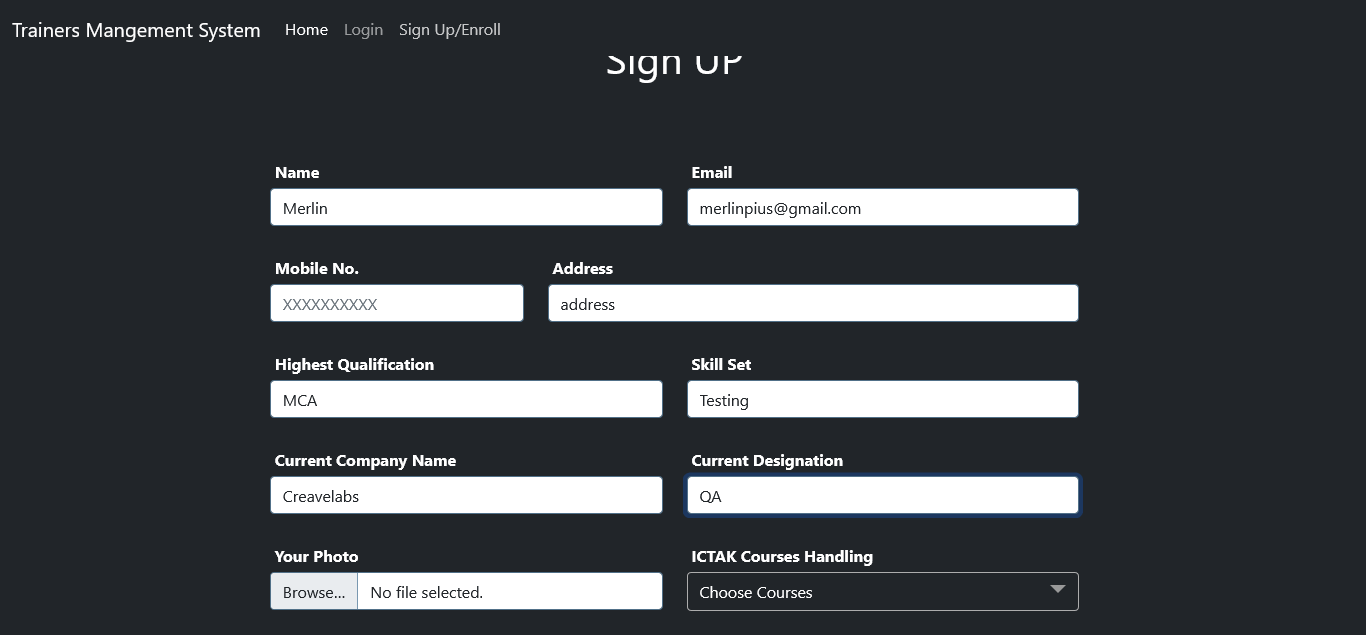 Trainers Mangement System Home Login Sign Up/Enroll
Sign UP
Name Email
Merlin merlinpius@gmail.com
Mobile No. Address
XXXXXXXXXX address
Highest Qualification Skill Set
MCA Testing
Current Company Name Current Designation
Creavelabs QA
Your Photo ICTAK Courses Handling
Browse... No file selected. Choose Courses